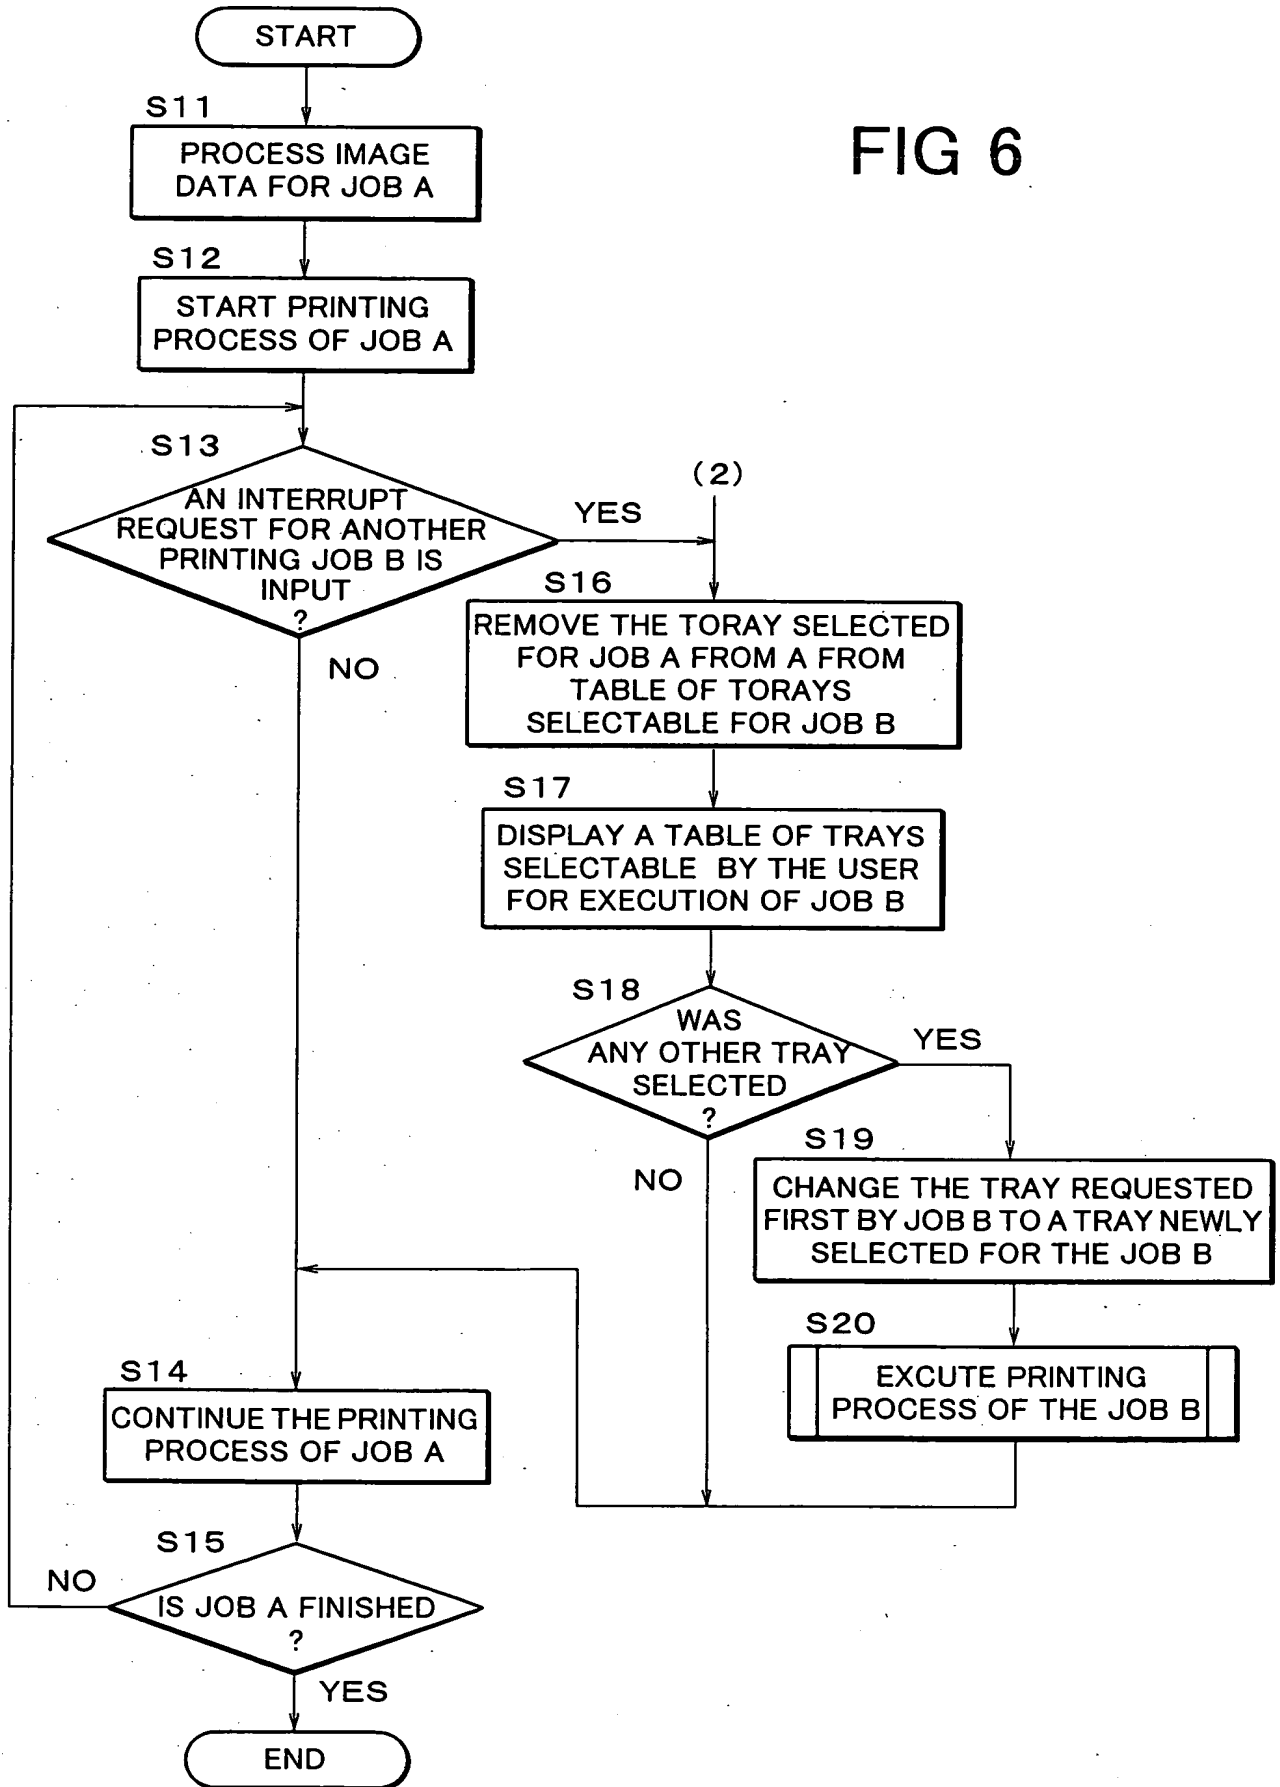 START
FIG 6
S11
PROCESS IMAGE
DATA FOR JOB A
S12
START PRINTING
PROCESS OF JOB A
S13
AN INTERRUPT
REQUEST FOR ANOTHER
PRINTING JOB B IS
INPUT
?
YES
NO
(2)
S16
REMOVE THE TORAY SELECTED
FOR JOB A FROM A FROM
TABLE OF TORAYS
SELECTABLE FOR JOB B
S17
DISPLAY A TABLE OF TRAYS
SELECTABLE BY THE USER
FOR EXECUTION OF JOB B
S18
WAS
ANY OTHER TRAY
SELECTED
?
YES
NO
S19
CHANGE THE TRAY REQUESTED
FIRST BY JOB B TO A TRAY NEWLY
SELECTED FOR THE JOB B
S20
EXCUTE PRINTING
PROCESS OF THE JOB B
S14
CONTINUE THE PRINTING
PROCESS OF JOB A
S15
IS JOB A FINISHED
?
NO
YES
END